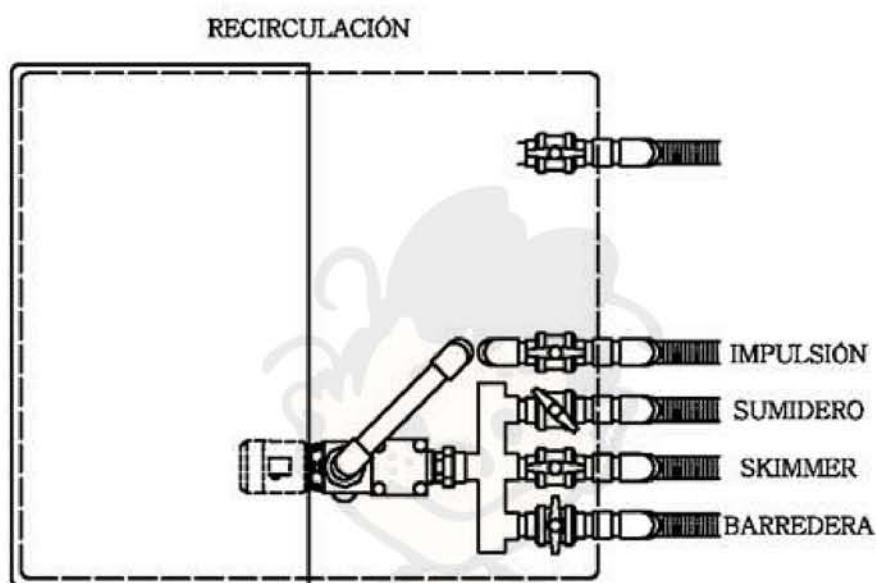 RECIRCULACIÓN
IMPULSIÓN
SUMIDERO
SKIMMER
BARREDERA